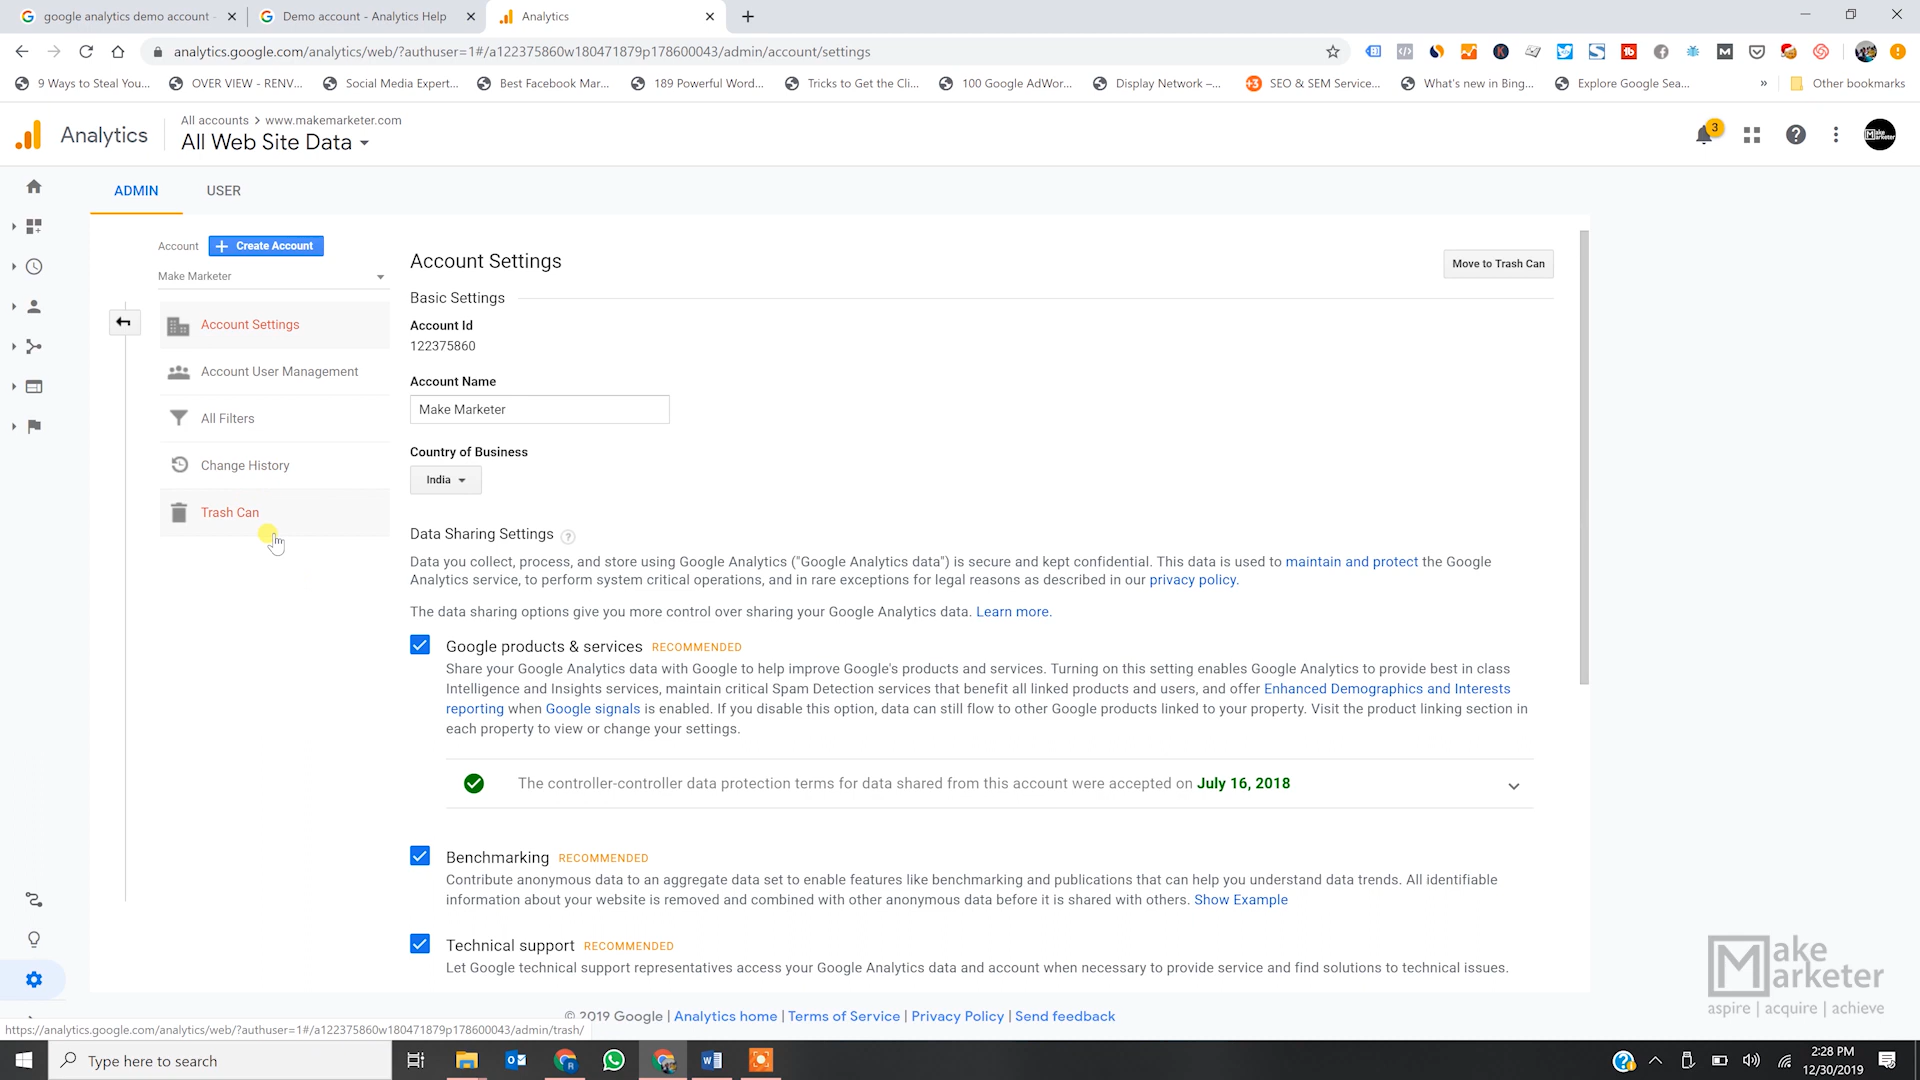 google analytics demo account -
Demo account - Analytics Help
Analytics
analytics.google.com/analytics/web/?authuser=1#/a122375860w180471879p178600043/admin/account/settings
9 Ways to Steal You...
OVER VIEW - RENV...
Social Media Expert...
Best Facebook Mar...
189 Powerful Word...
Tricks to Get the Cli...
100 Google AdWor...
Display Network –...
SEO & SEM Service...
What's new in Bing...
Explore Google Sea...
Other bookmarks
Analytics
All accounts > www.makemarketer.com
All Web Site Data
3
ADMIN
USER
Account
+ Create Account
Make Marketer
Account Settings
Account User Management
All Filters
Change History
Trash Can
Account Settings
Move to Trash Can
Basic Settings
Account Id
122375860
Account Name
Make Marketer
Country of Business
India
Data Sharing Settings ?
Data you collect, process, and store using Google Analytics ("Google Analytics data") is secure and kept confidential. This data is used to maintain and protect the Google
Analytics service, to perform system critical operations, and in rare exceptions for legal reasons as described in our privacy policy.
The data sharing options give you more control over sharing your Google Analytics data. Learn more.
Google products & services RECOMMENDED
Share your Google Analytics data with Google to help improve Google's products and services. Turning on this setting enables Google Analytics to provide best in class
Intelligence and Insights services, maintain critical Spam Detection services that benefit all linked products and users, and offer Enhanced Demographics and Interests
reporting when Google signals is enabled. If you disable this option, data can still flow to other Google products linked to your property. Visit the product linking section in
each property to view or change your settings.
The controller-controller data protection terms for data shared from this account were accepted on July 16, 2018
Benchmarking RECOMMENDED
Contribute anonymous data to an aggregate data set to enable features like benchmarking and publications that can help you understand data trends. All identifiable
information about your website is removed and combined with other anonymous data before it is shared with others. Show Example
Technical support RECOMMENDED
Let Google technical support representatives access your Google Analytics data and account when necessary to provide service and find solutions to technical issues.
© 2019 Google | Analytics home | Terms of Service | Privacy Policy | Send feedback
https://analytics.google.com/analytics/web/?authuser=1#/a122375860w180471879p178600043/admin/trash/
Make
Marketer
aspire | acquire | achieve
Type here to search
2:28 PM
12/30/2019